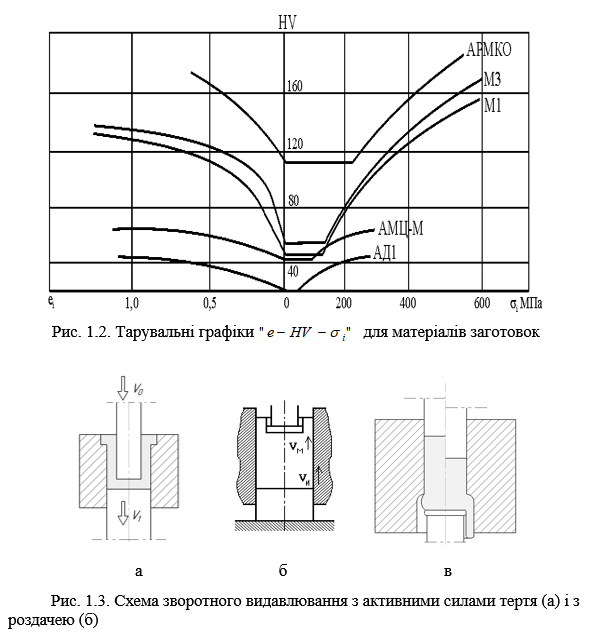 HV
АРМКО
160
М3
М1
120
80
АМЦ-М
АД1
40
eᵢ 1,0 0,5 0 200 400 600 σᵢ МПа
Рис. 1.2. Тарувальні графіки " e – HV – σ i " для матеріалів заготовок
V₀
V₁
Vм
Vи
а б в
Рис. 1.3. Схема зворотного видавлювання з активними силами тертя (а) і з
роздачею (б)